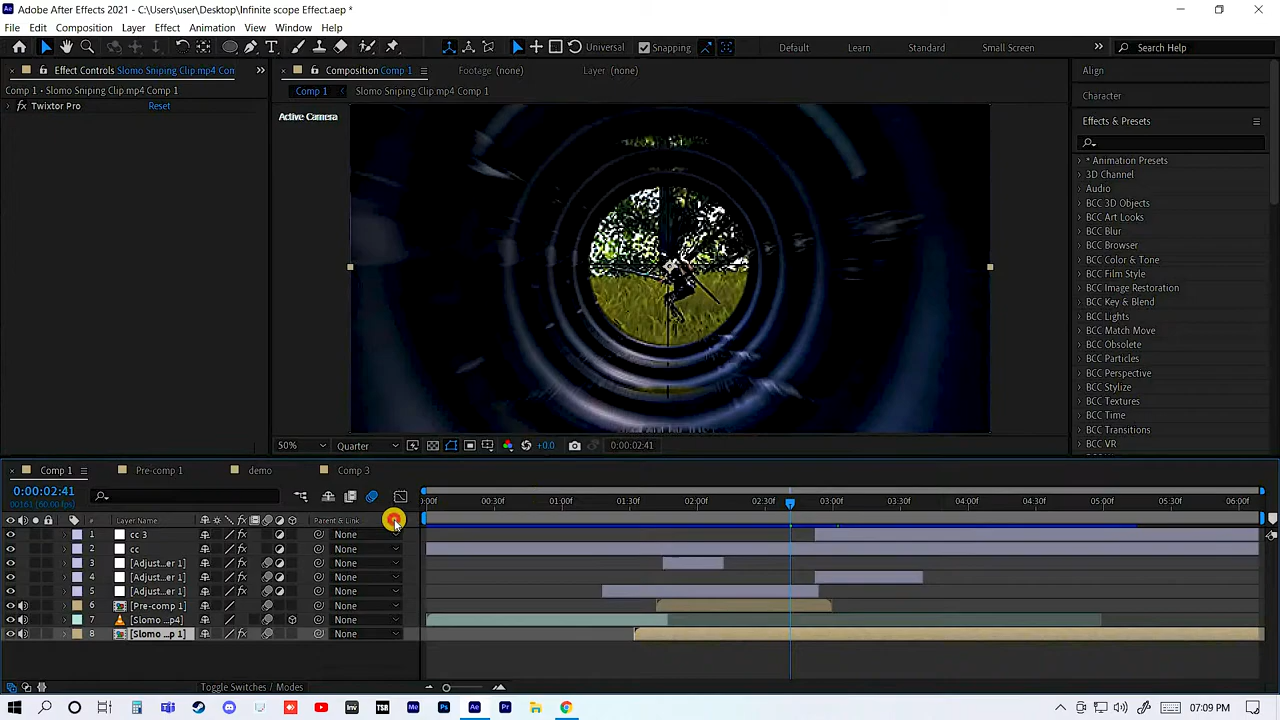 Adobe After Effects 2021 - C:\Users\user\Desktop\Infinite scope Effect.aep *
File Edit Composition Layer Effect Animation View Window Help
Universal Snapping Default Learn Standard Small Screen Search Help
Effect Controls Slomo Sniping Clip mp4 Con
Comp 1 • Slomo Sniping Clip mp4 Comp 1
fx Twixtor Pro Reset
Composition Comp 1 Footage (none) Layer (none)
Comp 1 Slomo Sniping Clip mp4 Comp 1
Active Camera
50% Quarter +0.0 0:00:02:41
Align
Character
Effects & Presets
* Animation Presets
3D Channel
Audio
BCC 3D Objects
BCC Art Looks
BCC Blur
BCC Browser
BCC Color & Tone
BCC Film Style
BCC Image Restoration
BCC Key & Blend
BCC Lights
BCC Match Move
BCC Obsolete
BCC Particles
BCC Perspective
BCC Stylize
BCC Textures
BCC Time
BCC VR
Comp 1 Pre-comp 1 demo Comp 3
0:00:02:41
00161 (60.00 fps)
:00f 00:30f 01:00f 01:30f 02:00f 02:30f 03:00f 03:30f 04:00f 04:30f 05:00f 05:30f 06:00f
# Layer Name Parent & Link
1 cc 3 None
2 cc None
3 [Adjust...er 1] None
4 [Adjust...er 1] None
5 [Adjust...er 1] None
6 [Pre-comp 1] None
7 [Slomo ...p4] None
8 [Slomo ...p 1] None
Toggle Switches / Modes
07:09 PM